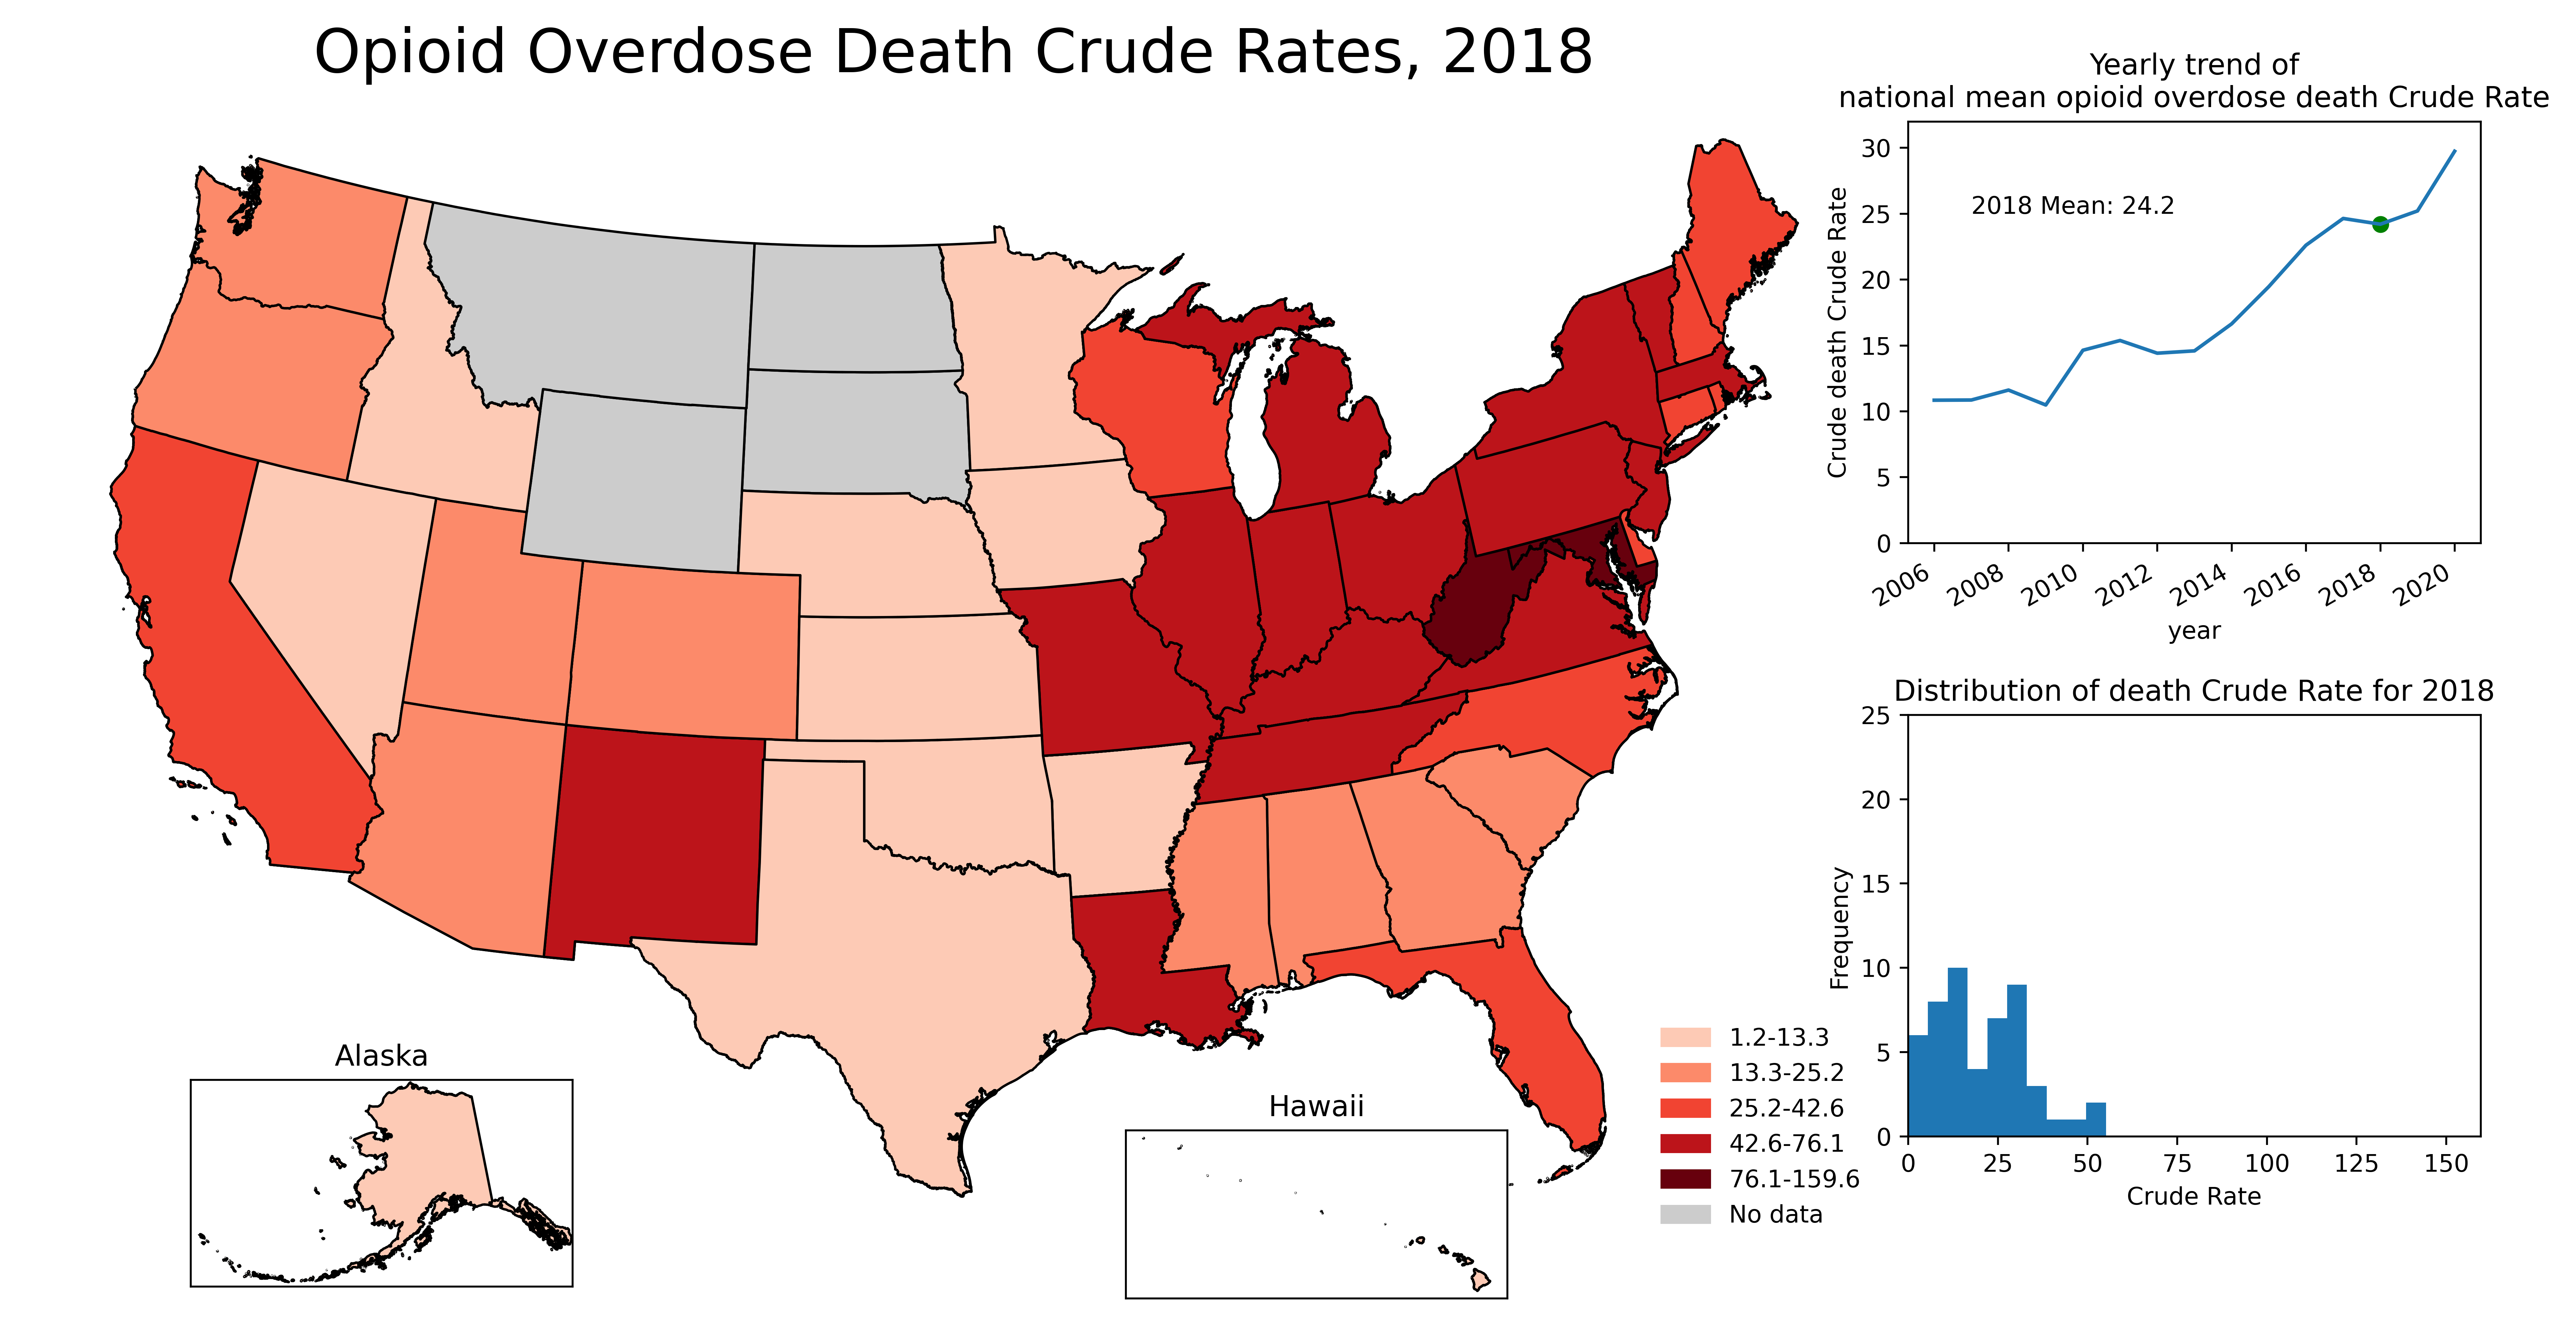 Opioid Overdose Death Crude Rates, 2018
Alaska
Hawaii
1.2-13.3
13.3-25.2
25.2-42.6
42.6-76.1
76.1-159.6
No data
Yearly trend of
national mean opioid overdose death Crude Rate
30
25
20
15
10
5
0
Crude death Crude Rate
2018 Mean: 24.2
2006 2008 2010 2012 2014 2016 2018 2020
year
Distribution of death Crude Rate for 2018
25
20
15
10
5
0
Frequency
0 25 50 75 100 125 150
Crude Rate